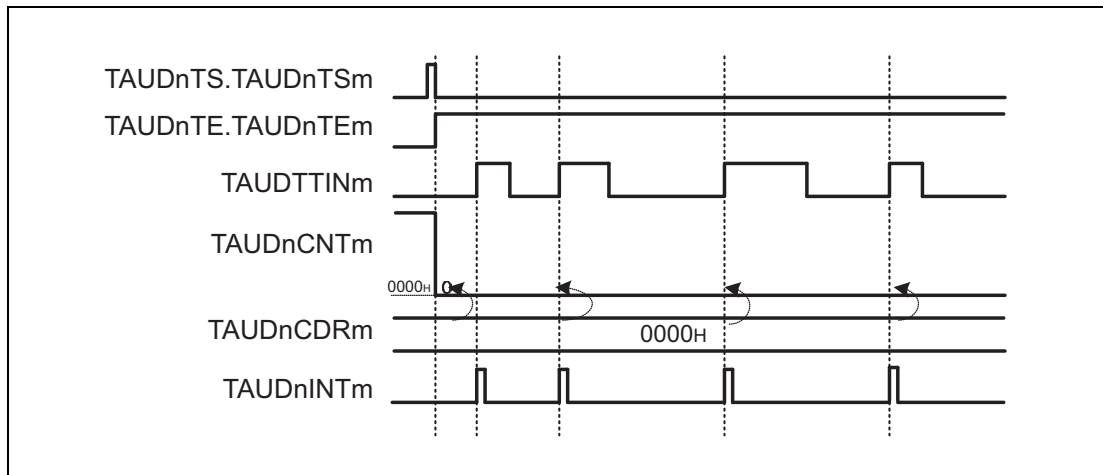 TAUDnTS.TAUDnTSm
TAUDnTE.TAUDnTEm
TAUDTTINm
TAUDnCNTm
0000H
0
TAUDnCDRm
0000H
TAUDnINTm